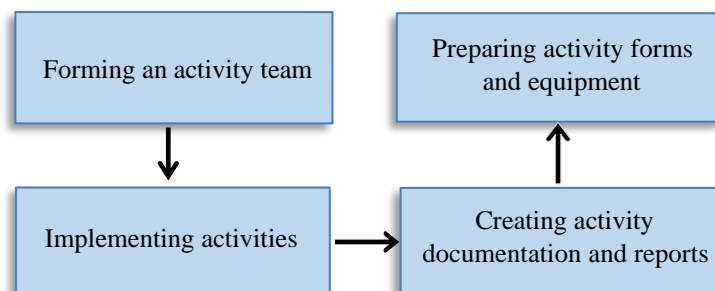 Forming an activity team
Preparing activity forms
and equipment
Implementing activities
Creating activity
documentation and reports